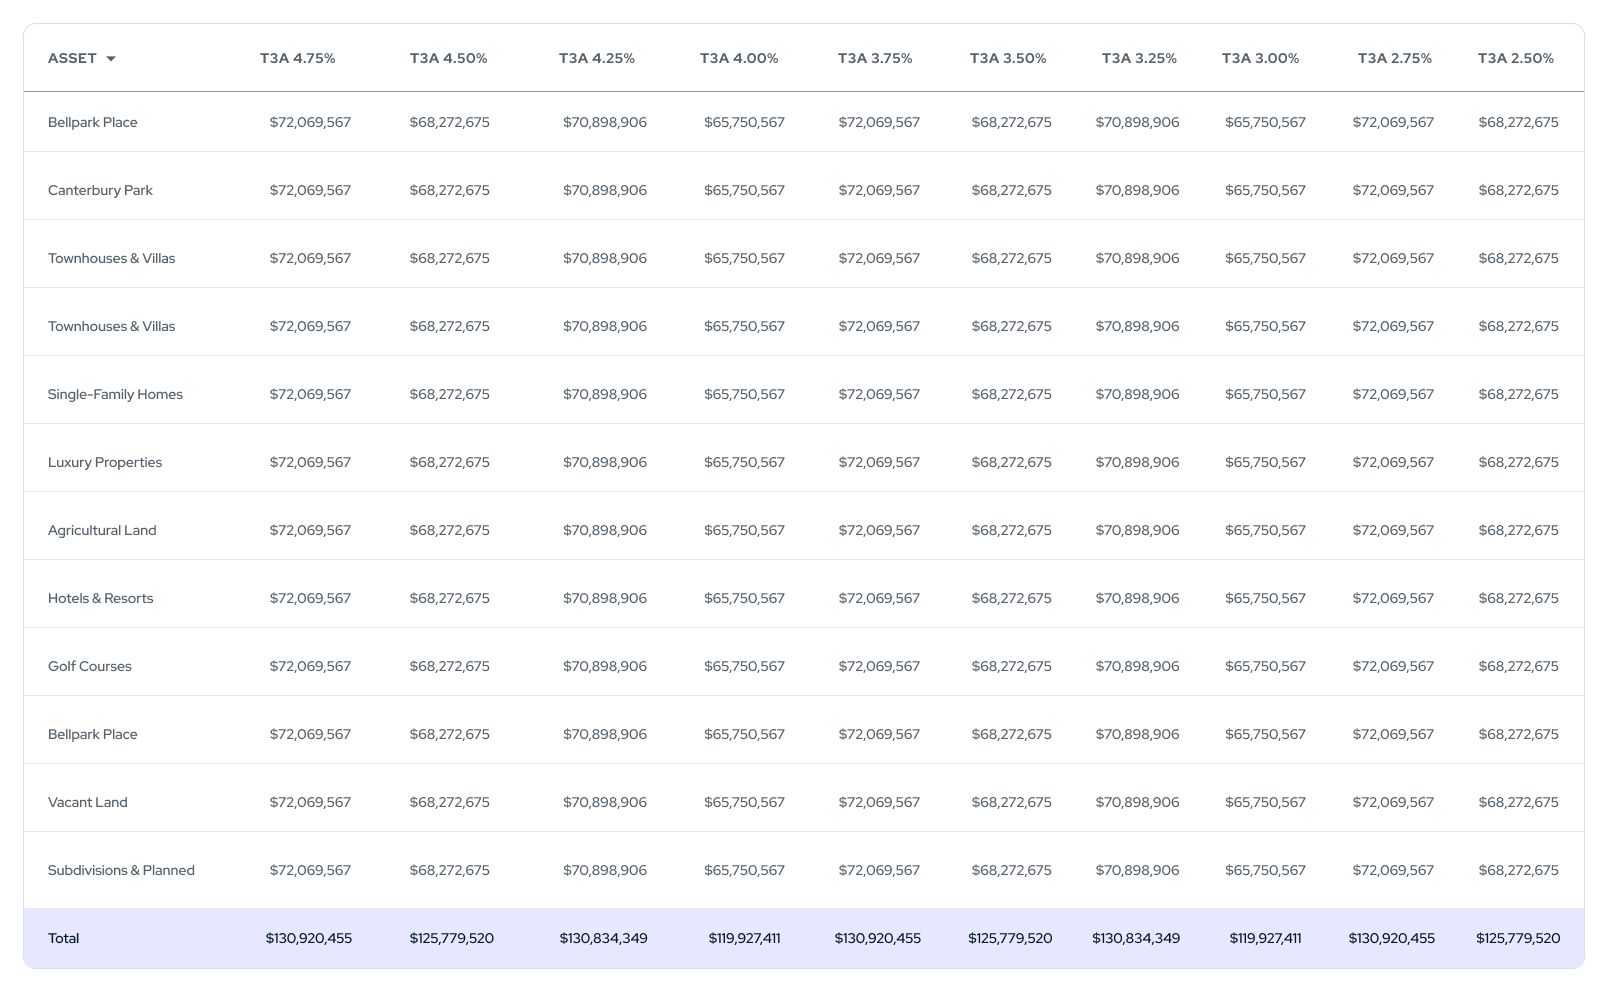 ASSET T3A 4.75% T3A 4.50% T3A 4.25% T3A 4.00% T3A 3.75% T3A 3.50% T3A 3.25% T3A 3.00% T3A 2.75% T3A 2.50%
Bellpark Place $72,069,567 $68,272,675 $70,898,906 $65,750,567 $72,069,567 $68,272,675 $70,898,906 $65,750,567 $72,069,567 $68,272,675
Canterbury Park $72,069,567 $68,272,675 $70,898,906 $65,750,567 $72,069,567 $68,272,675 $70,898,906 $65,750,567 $72,069,567 $68,272,675
Townhouses & Villas $72,069,567 $68,272,675 $70,898,906 $65,750,567 $72,069,567 $68,272,675 $70,898,906 $65,750,567 $72,069,567 $68,272,675
Townhouses & Villas $72,069,567 $68,272,675 $70,898,906 $65,750,567 $72,069,567 $68,272,675 $70,898,906 $65,750,567 $72,069,567 $68,272,675
Single-Family Homes $72,069,567 $68,272,675 $70,898,906 $65,750,567 $72,069,567 $68,272,675 $70,898,906 $65,750,567 $72,069,567 $68,272,675
Luxury Properties $72,069,567 $68,272,675 $70,898,906 $65,750,567 $72,069,567 $68,272,675 $70,898,906 $65,750,567 $72,069,567 $68,272,675
Agricultural Land $72,069,567 $68,272,675 $70,898,906 $65,750,567 $72,069,567 $68,272,675 $70,898,906 $65,750,567 $72,069,567 $68,272,675
Hotels & Resorts $72,069,567 $68,272,675 $70,898,906 $65,750,567 $72,069,567 $68,272,675 $70,898,906 $65,750,567 $72,069,567 $68,272,675
Golf Courses $72,069,567 $68,272,675 $70,898,906 $65,750,567 $72,069,567 $68,272,675 $70,898,906 $65,750,567 $72,069,567 $68,272,675
Bellpark Place $72,069,567 $68,272,675 $70,898,906 $65,750,567 $72,069,567 $68,272,675 $70,898,906 $65,750,567 $72,069,567 $68,272,675
Vacant Land $72,069,567 $68,272,675 $70,898,906 $65,750,567 $72,069,567 $68,272,675 $70,898,906 $65,750,567 $72,069,567 $68,272,675
Subdivisions & Planned $72,069,567 $68,272,675 $70,898,906 $65,750,567 $72,069,567 $68,272,675 $70,898,906 $65,750,567 $72,069,567 $68,272,675
Total $130,920,455 $125,779,520 $130,834,349 $119,927,411 $130,920,455 $125,779,520 $130,834,349 $119,927,411 $130,920,455 $125,779,520